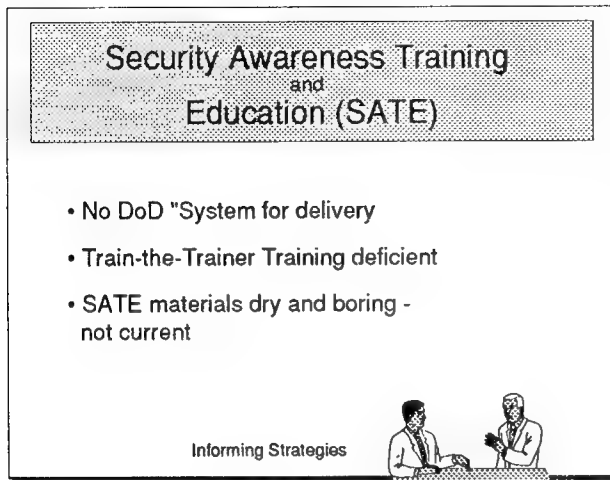 Security Awareness Training
and
Education (SATE)
• No DoD "System for delivery
• Train-the-Trainer Training deficient
• SATE materials dry and boring -
not current
Informing Strategies